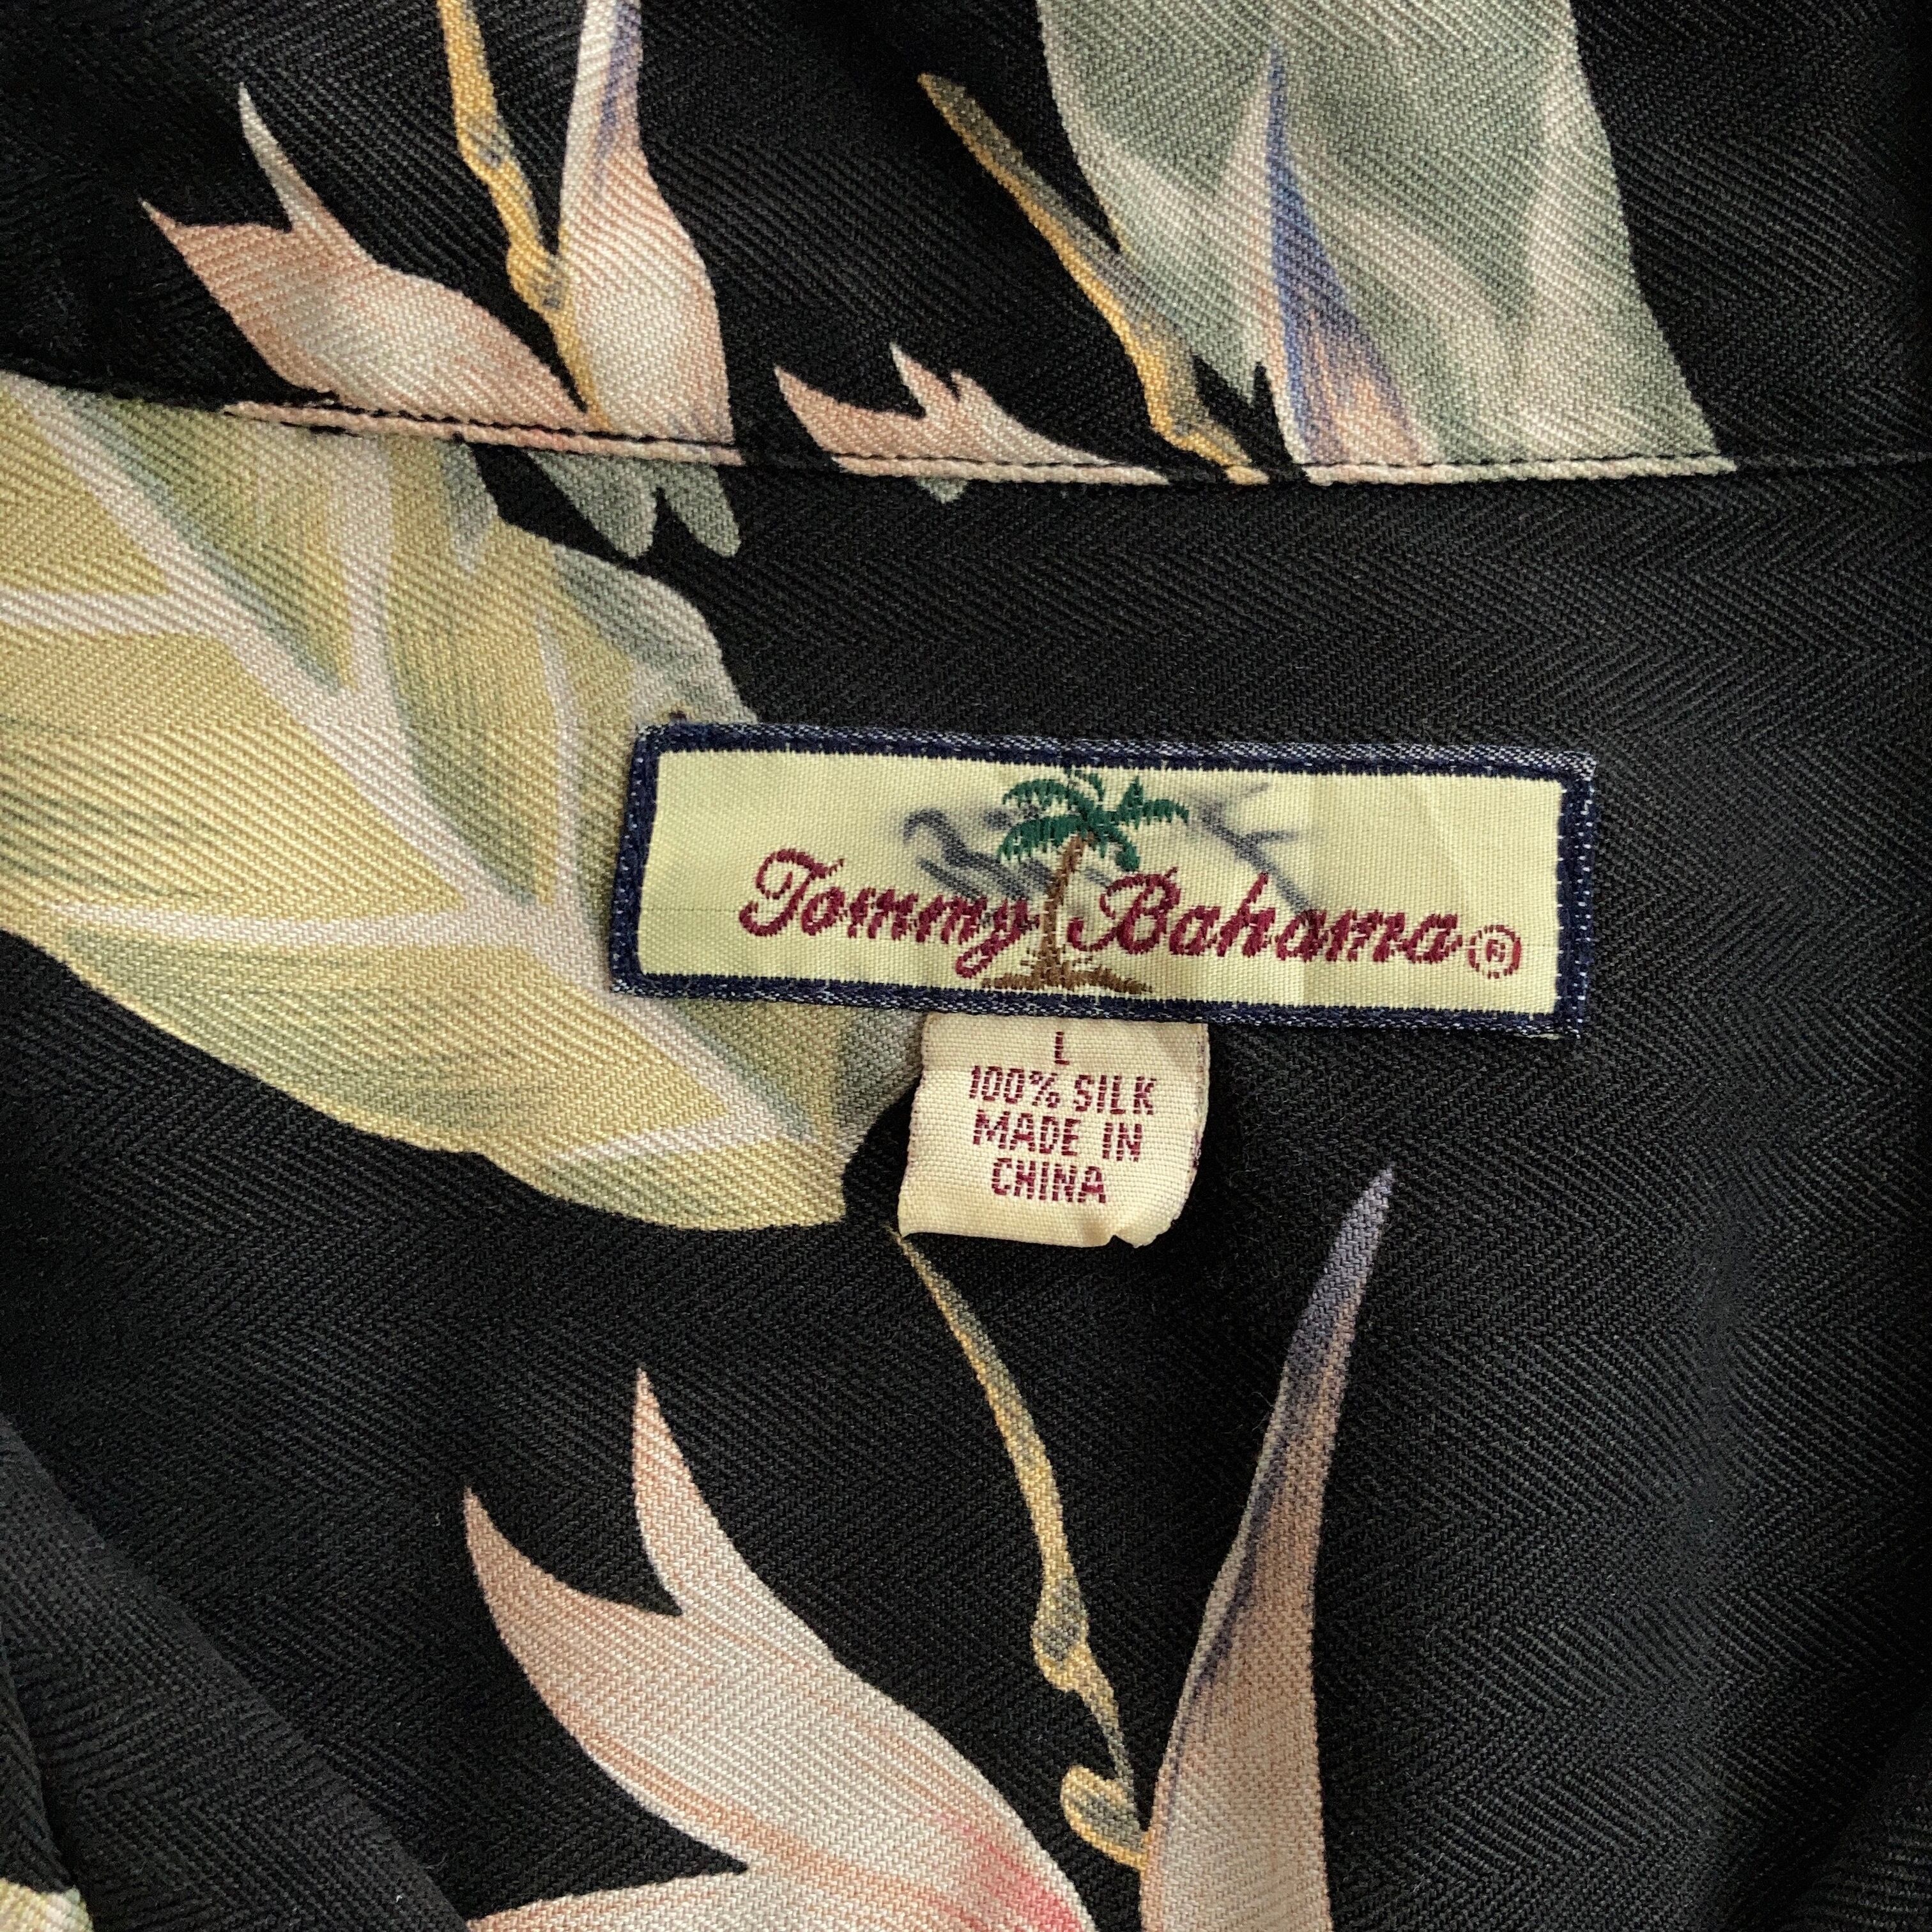 Tommy Bahama®
L
100% SILK
MADE IN
CHINA